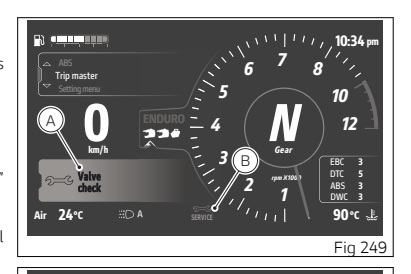 s
10:34 pm
ABS
Trip master
Setting menu
6
7
8
5
10
A
0
km/h
ENDURO
4
N
Gear
12
3
B
EBC 3
DTC 5
ABS 3
DWC 3
Valve
check
2
rpm X1000
1
"
Air 24°C
A
SERVICE
90°C
l
Fig 249